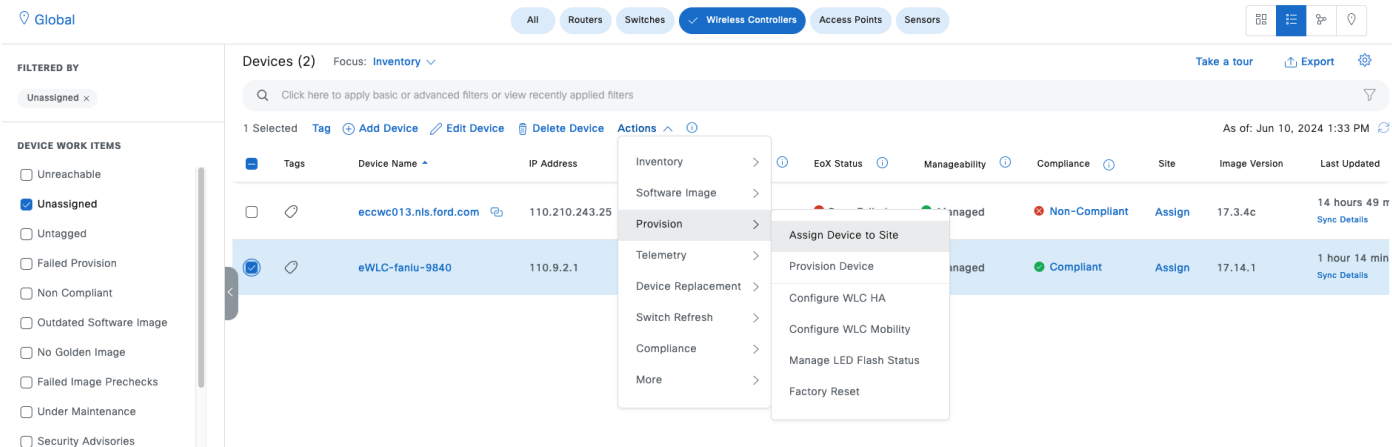 Global
All Routers Switches Wireless Controllers Access Points Sensors
FILTERED BY
Unassigned ×
DEVICE WORK ITEMS
Unreachable
Unassigned
Untagged
Failed Provision
Non Compliant
Outdated Software Image
No Golden Image
Failed Image Prechecks
Under Maintenance
Security Advisories
Devices (2) Focus: Inventory
Take a tour Export
Click here to apply basic or advanced filters or view recently applied filters
1 Selected Tag Add Device Edit Device Delete Device Actions
As of: Jun 10, 2024 1:33 PM
Tags Device Name IP Address EoX Status Manageability Compliance Site Image Version Last Updated
eccwc013.nls.ford.com 110.210.243.25 Non-Compliant Assign 17.3.4c 14 hours 49 m
Sync Details
eWLC-faniu-9840 110.9.2.1 Compliant Assign 17.14.1 1 hour 14 min
Sync Details
Inventory
Software Image
Provision
Telemetry
Device Replacement
Switch Refresh
Compliance
More
Assign Device to Site
Provision Device
Configure WLC HA
Configure WLC Mobility
Manage LED Flash Status
Factory Reset